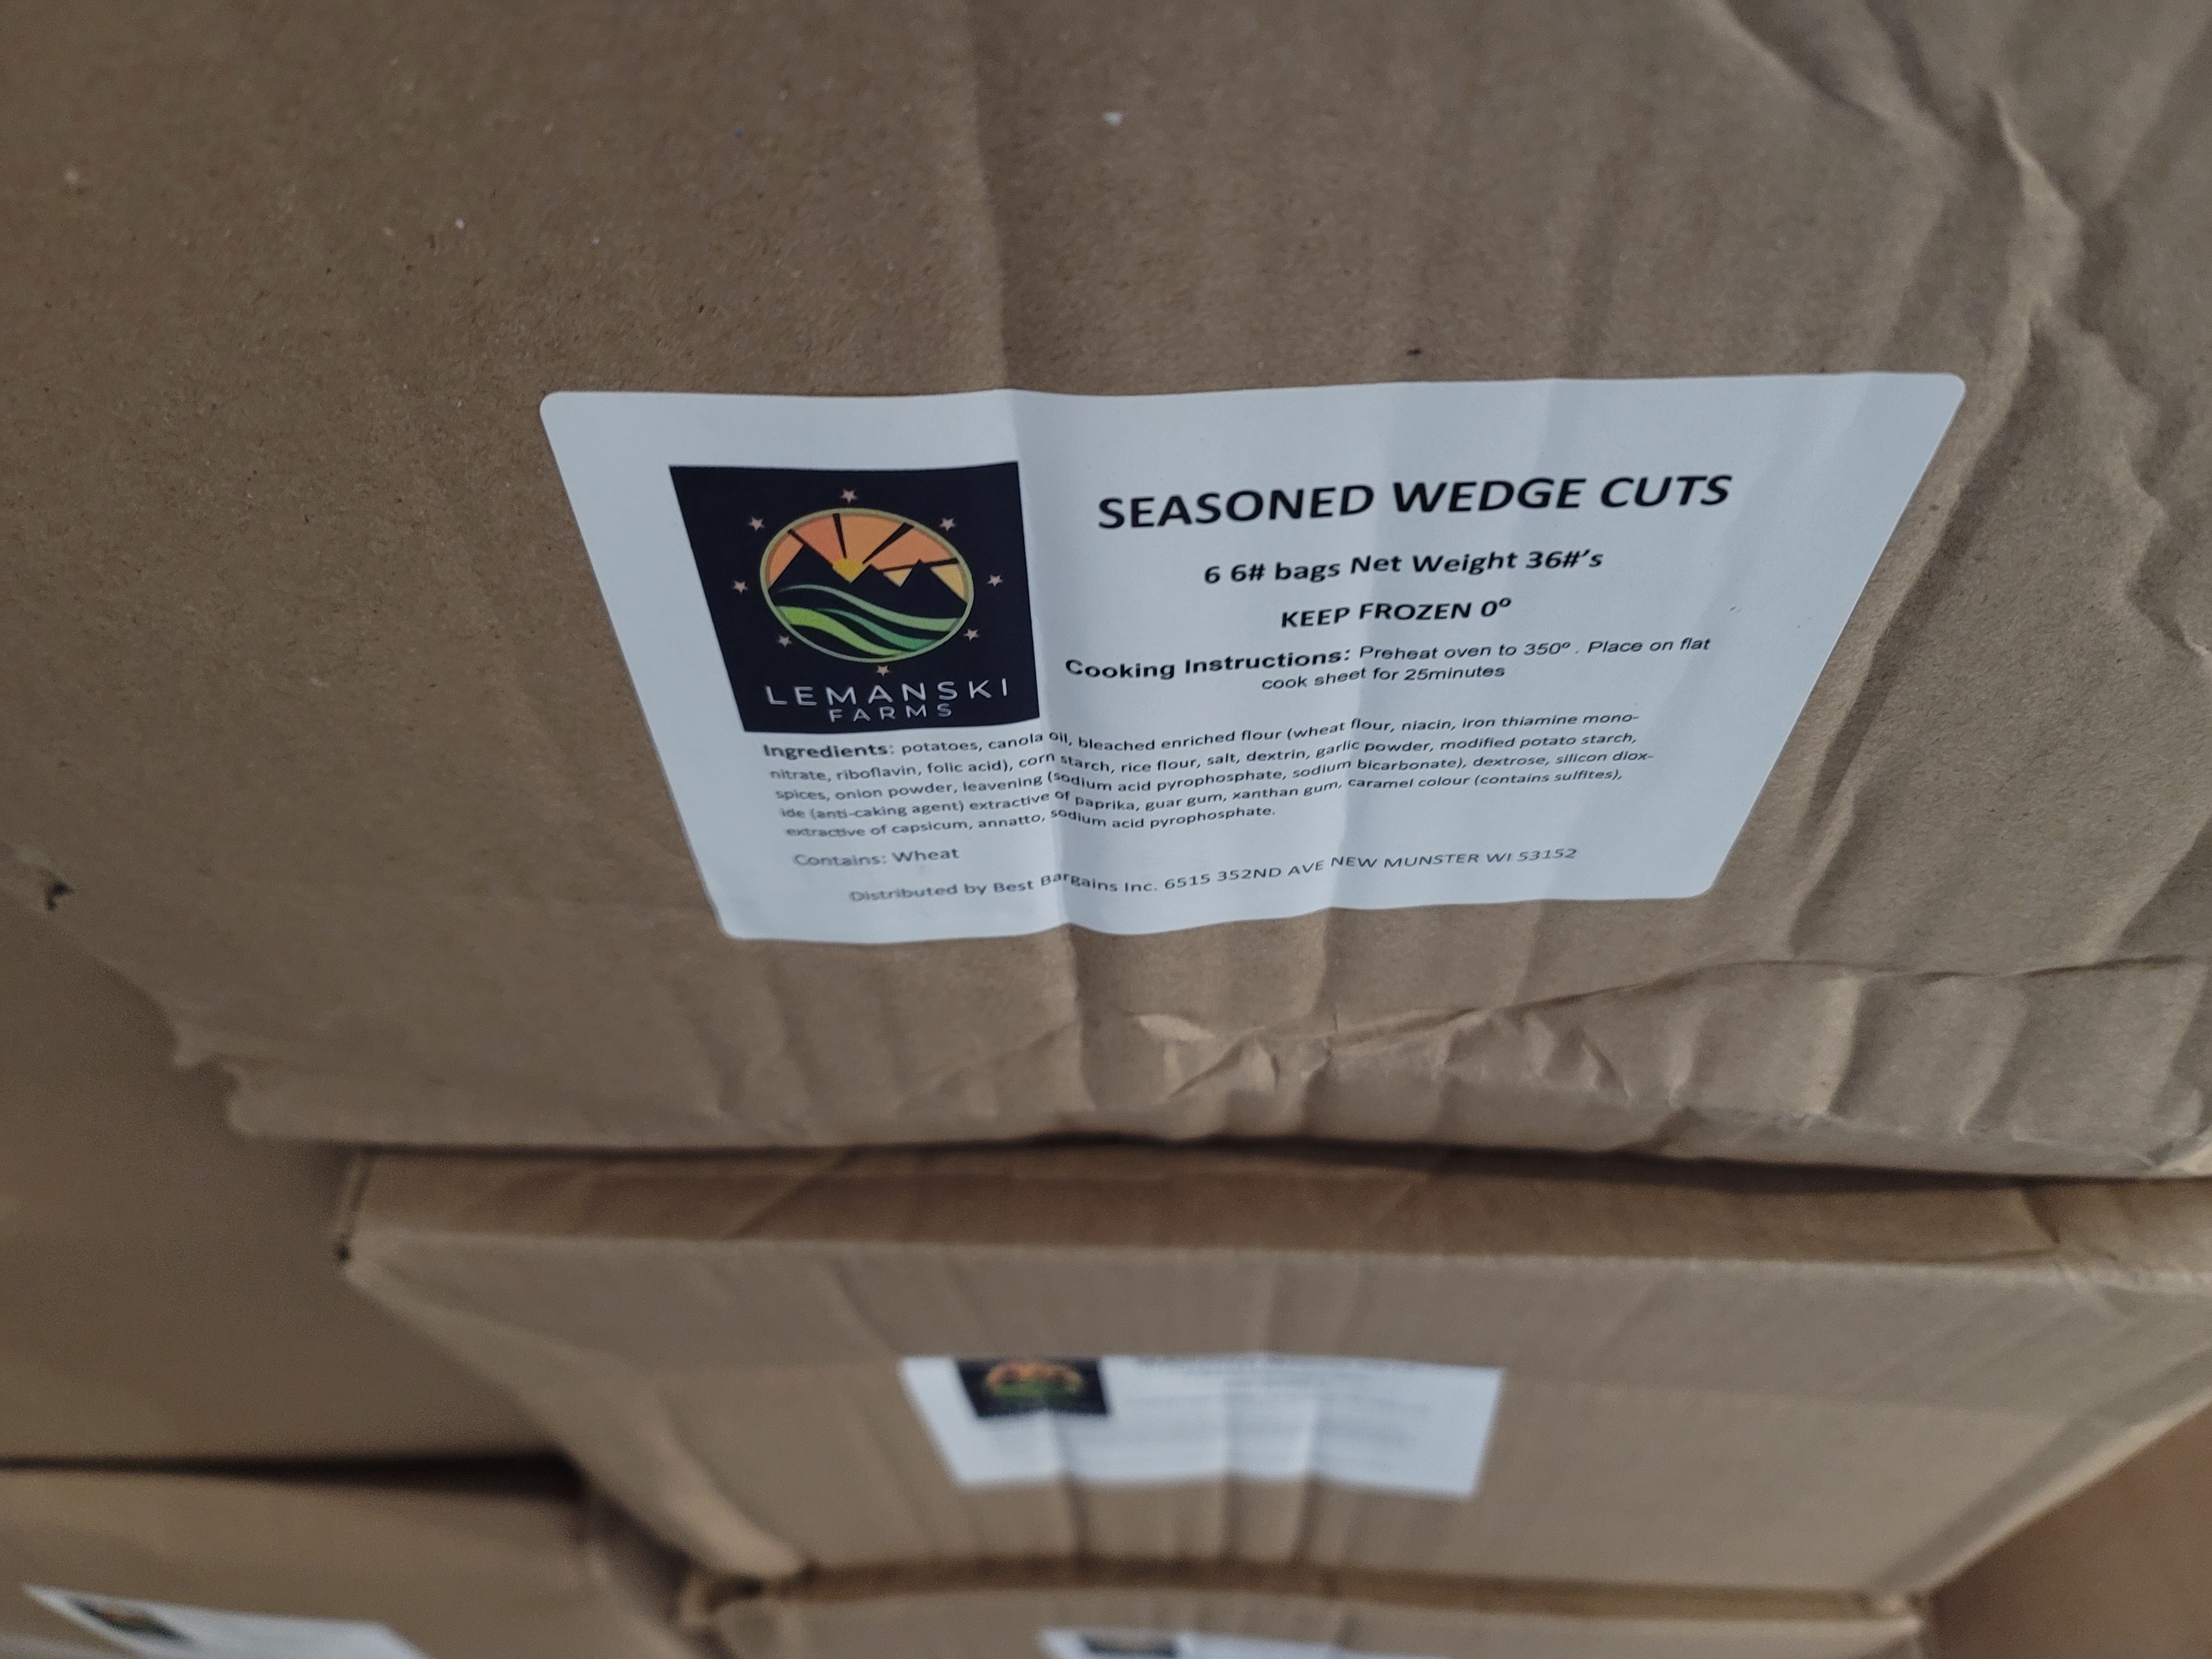 SEASONED WEDGE CUTS
6 6# bags Net Weight 36#'s
KEEP FROZEN 0º
Cooking Instructions: Preheat oven to 350º . Place on flat
cook sheet for 25minutes
LEMANSKI
FARMS
Ingredients: potatoes, canola oil, bleached enriched flour (wheat flour, niacin, iron thiamine mono-
nitrate, riboflavin, folic acid), corn starch, rice flour, salt, dextrin, garlic powder, modified potato starch,
spices, onion powder, leavening (sodium acid pyrophosphate, sodium bicarbonate), dextrose, silicon diox-
ide (anti-caking agent) extractive of paprika, guar gum, xanthan gum, caramel colour (contains sulfites),
extractive of capsicum, annatto, sodium acid pyrophosphate.
Contains: Wheat
Distributed by Best Bargains Inc. 6515 352ND AVE NEW MUNSTER WI 53152